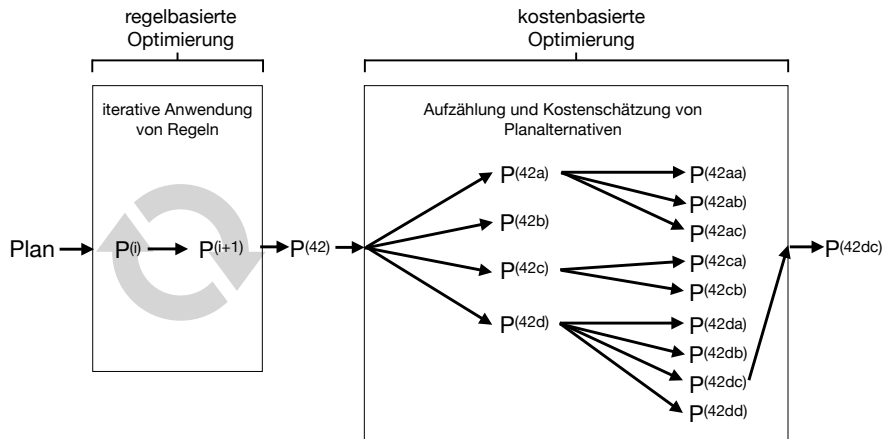 regelbasierte
Optimierung
kostenbasierte
Optimierung
iterative Anwendung
von Regeln
Aufzählung und Kostenschätzung von
Planalternativen
Plan
P(i)
P(i+1)
P(42)
P(42a)
P(42b)
P(42c)
P(42d)
P(42aa)
P(42ab)
P(42ac)
P(42ca)
P(42cb)
P(42da)
P(42db)
P(42dc)
P(42dd)
P(42dc)